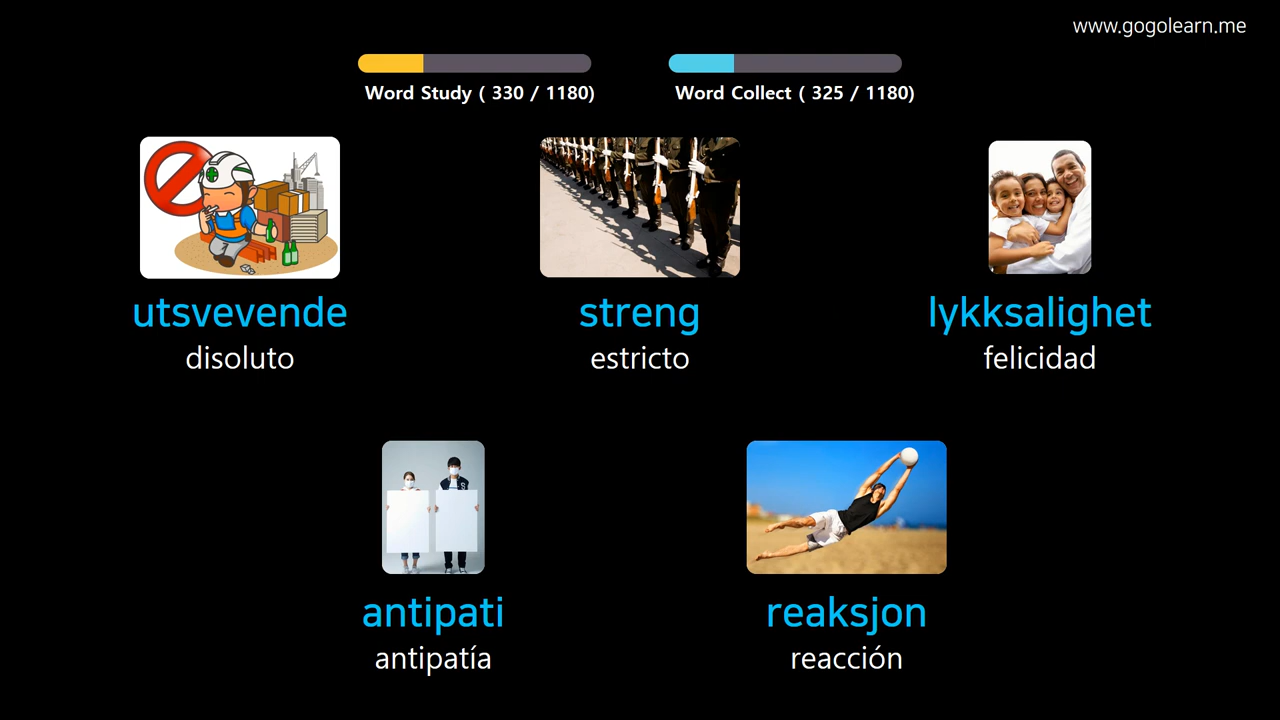 www.gogolearn.me
Word Study ( 330 / 1180)
Word Collect ( 325 / 1180)
utsvevende
disoluto
streng
estricto
lykksalighet
felicidad
antipati
antipatía
reaksjon
reacción